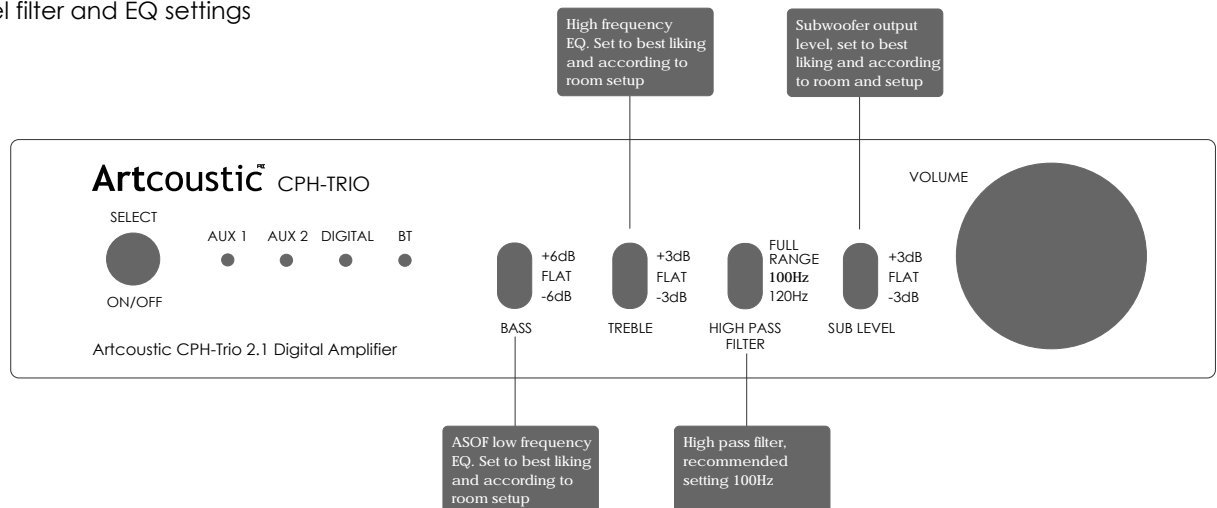 el filter and EQ settings
High frequency
EQ. Set to best liking
and according to
room setup
Subwoofer output
level, set to best
liking and according
to room and setup
Artcoustic CPH-TRIO
SELECT
ON/OFF
AUX 1 AUX 2 DIGITAL BT
+6dB
FLAT
-6dB
BASS
+3dB
FLAT
-3dB
TREBLE
FULL
RANGE
100Hz
120Hz
HIGH PASS
FILTER
+3dB
FLAT
-3dB
SUB LEVEL
VOLUME
Artcoustic CPH-Trio 2.1 Digital Amplifier
ASOF low frequency
EQ. Set to best liking
and according to
room setup
High pass filter,
recommended
setting 100Hz